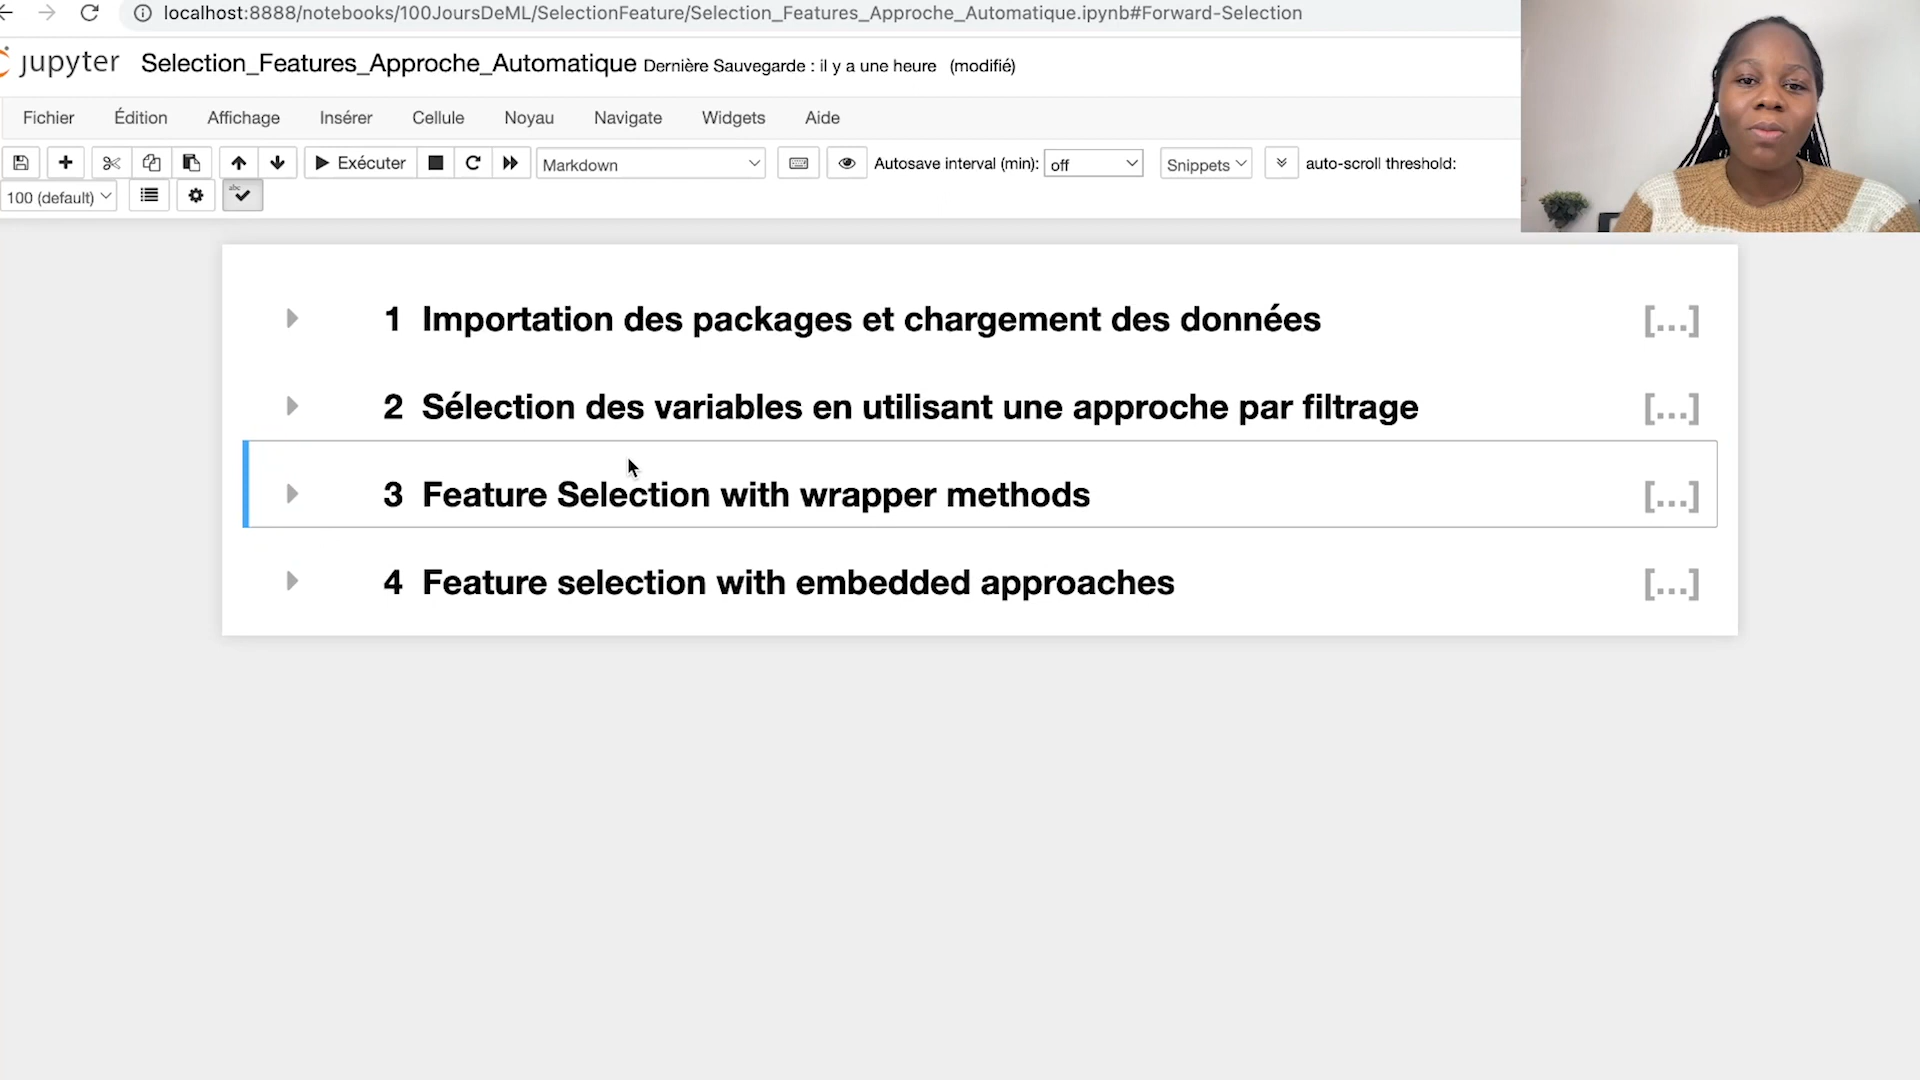 localhost:8888/notebooks/100JoursDeML/SelectionFeature/Selection_Features_Approche_Automatique.ipynb#Forward-Selection
jupyter Selection_Features_Approche_Automatique Dernière Sauvegarde : il y a une heure (modifié)
Fichier Édition Affichage Insérer Cellule Noyau Navigate Widgets Aide
Exécuter Markdown Autosave interval (min): off Snippets auto-scroll threshold:
100 (default) abc
1 Importation des packages et chargement des données [...]
2 Sélection des variables en utilisant une approche par filtrage [...]
3 Feature Selection with wrapper methods [...]
4 Feature selection with embedded approaches [...]